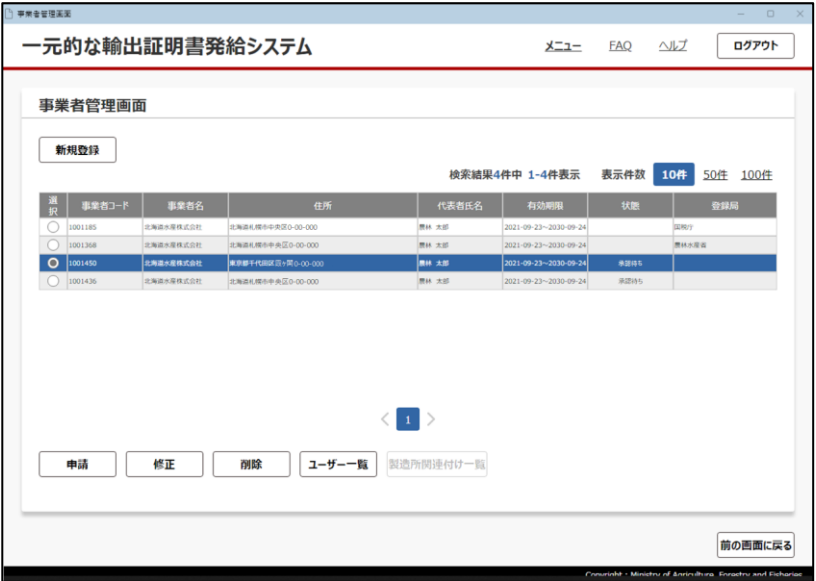 事業者管理画面
一元的な輸出証明書発給システム メニュー FAQ ヘルプ ログアウト
事業者管理画面
新規登録
検索結果4件中 1-4件表示 表示件数 10件 50件 100件
選択 事業者コード 事業者名 住所 代表者氏名 有効期限 状態 登録局
1001185 北海道水産株式会社 北海道札幌市中央区0-00-000 農林 太郎 2021-09-23～2030-09-24 国税庁
1001368 北海道水産株式会社 北海道札幌市中央区0-00-000 農林 太郎 2021-09-23～2030-09-24 農林水産省
1001450 北海道水産株式会社 東京都千代田区霞ヶ関0-00-000 農林 太郎 2021-09-23～2030-09-24 承認待ち
1001436 北海道水産株式会社 北海道札幌市中央区0-00-000 農林 太郎 2021-09-23～2030-09-24 承認待ち
1
申請 修正 削除 ユーザー一覧 製造所関連付け一覧
前の画面に戻る
Copyright : Ministry of Agriculture, Forestry and Fisheries